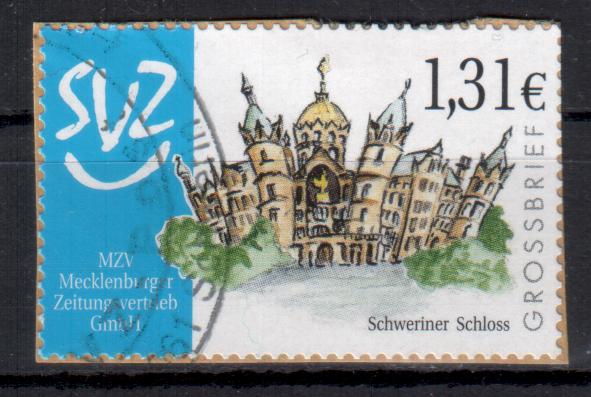 SVZ
MZV
Mecklenburger
Zeitungsvertrieb
GmbH
1,31€
GROSSBRIEF
Schweriner Schloss